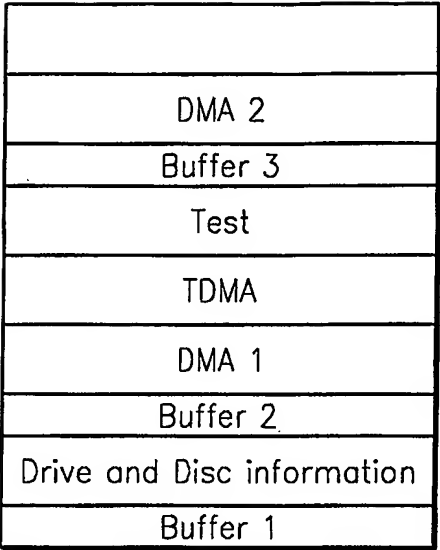 DMA 2
Buffer 3
Test
TDMA
DMA 1
Buffer 2
Drive and Disc information
Buffer 1